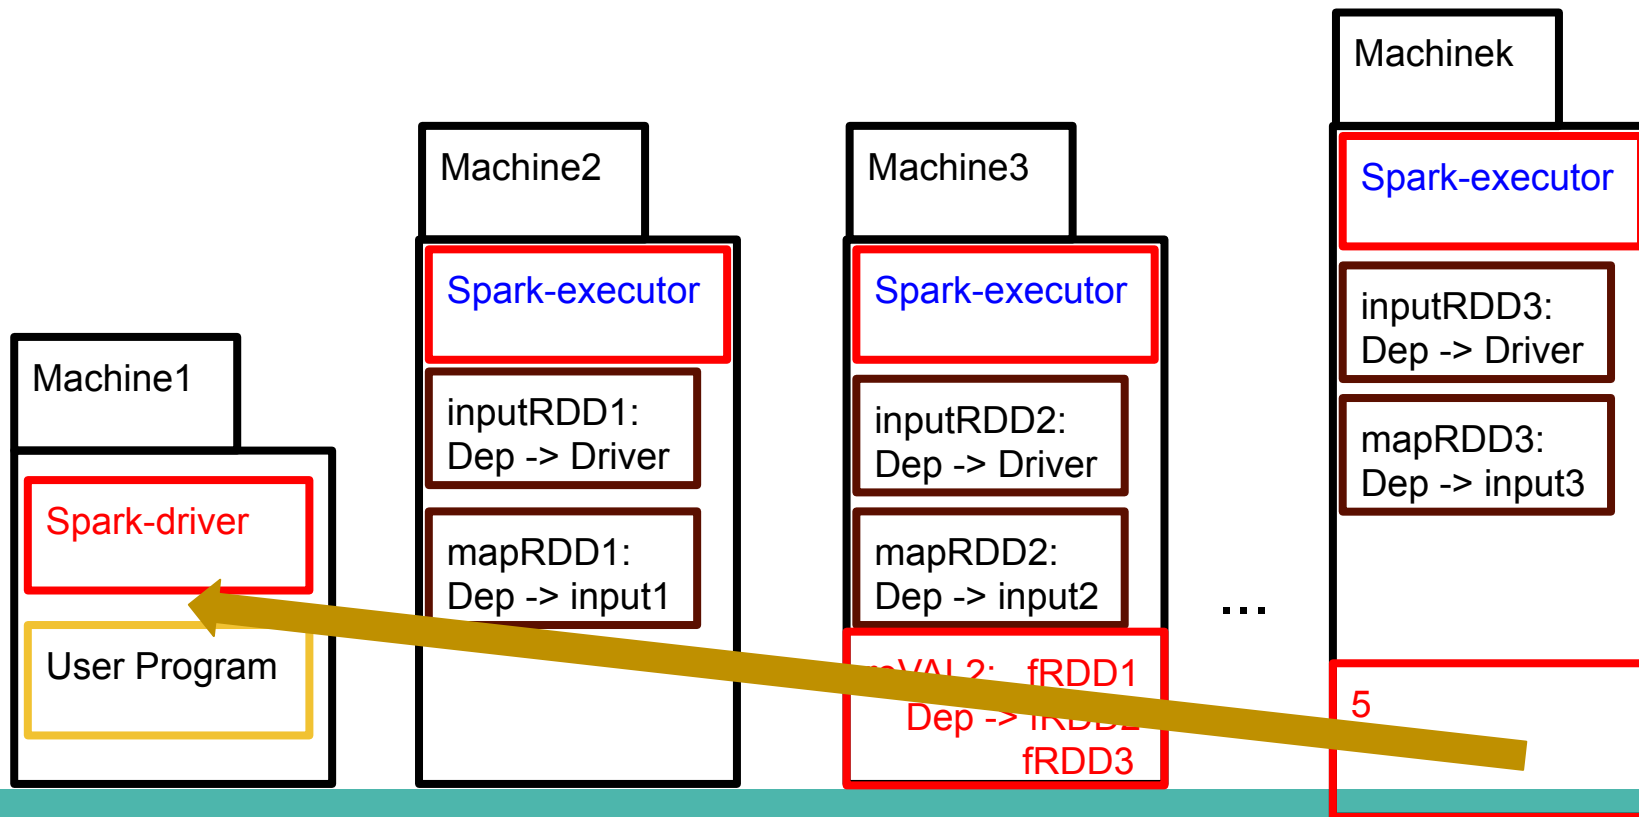 Machine1
Spark-driver
User Program
Machine2
Spark-executor
inputRDD1:
Dep -> Driver
mapRDD1:
Dep -> input1
Machine3
Spark-executor
inputRDD2:
Dep -> Driver
mapRDD2:
Dep -> input2
fRDD1
Dep ->
fRDD3
...
Machinek
Spark-executor
inputRDD3:
Dep -> Driver
mapRDD3:
Dep -> input3
5